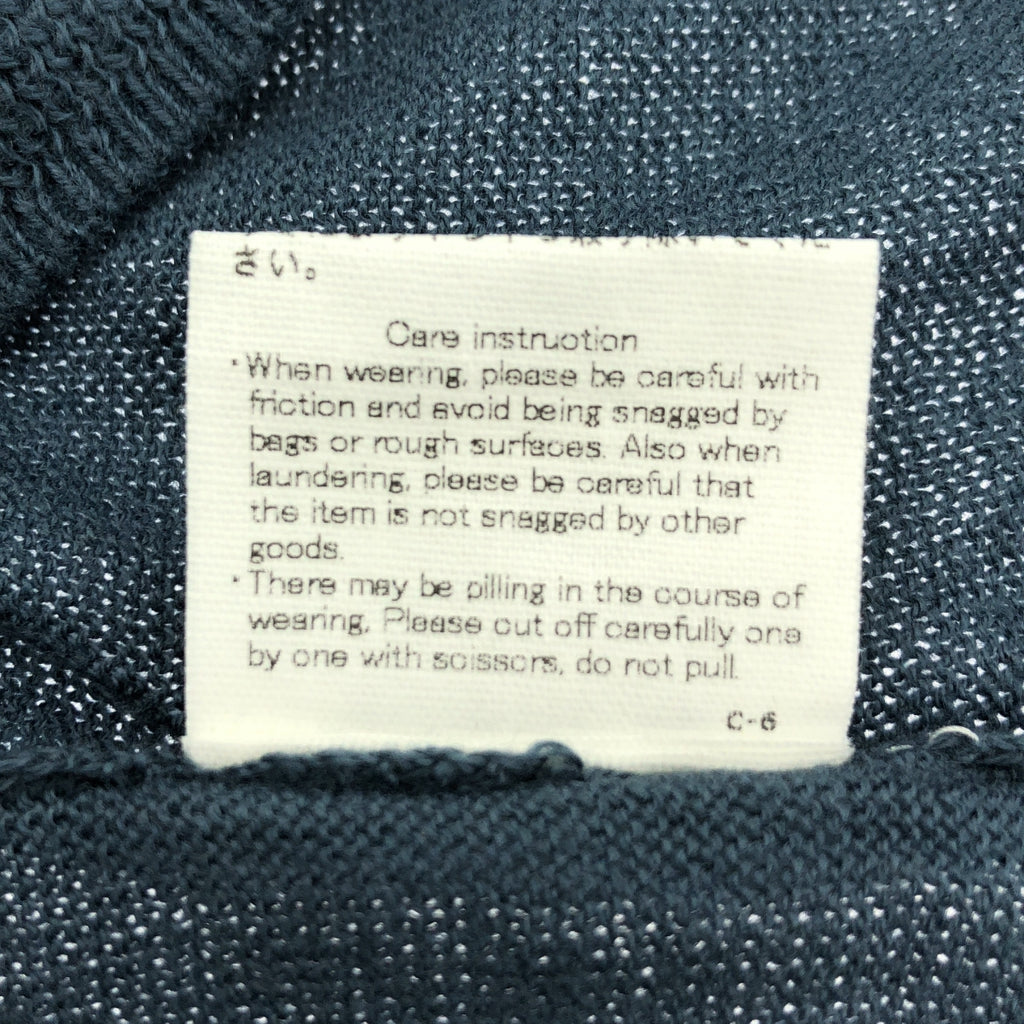 さい。
Care instruction
・When wearing, please be careful with
friction and avoid being snagged by
bags or rough surfaces. Also when
laundering, please be careful that
the item is not snagged by other
goods.
・There may be pilling in the course of
wearing, Please cut off carefully one
by one with scissors, do not pull.
C-6